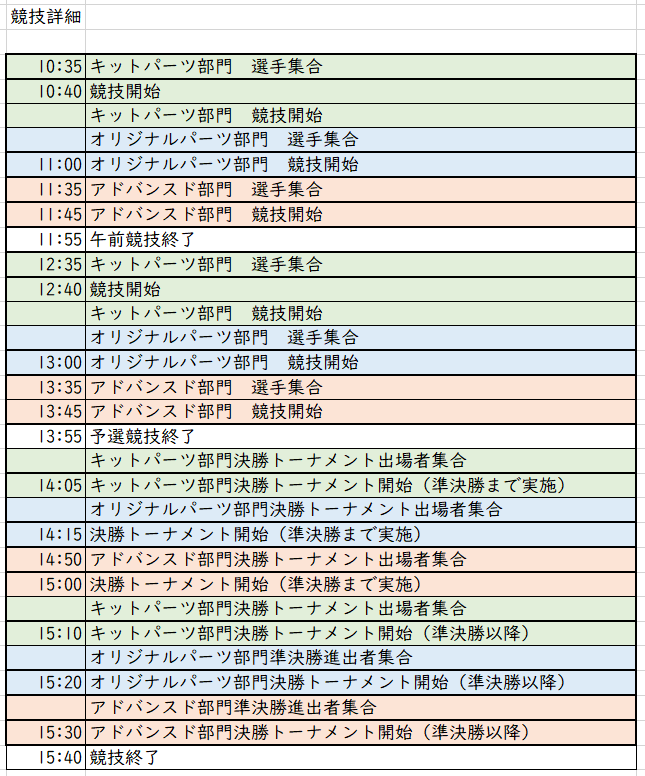 競技詳細
10:35 キットパーツ部門　選手集合
10:40 競技開始
キットパーツ部門　競技開始
オリジナルパーツ部門　選手集合
11:00 オリジナルパーツ部門　競技開始
11:35 アドバンスド部門　選手集合
11:45 アドバンスド部門　競技開始
11:55 午前競技終了
12:35 キットパーツ部門　選手集合
12:40 競技開始
キットパーツ部門　競技開始
オリジナルパーツ部門　選手集合
13:00 オリジナルパーツ部門　競技開始
13:35 アドバンスド部門　選手集合
13:45 アドバンスド部門　競技開始
13:55 予選競技終了
キットパーツ部門決勝トーナメント出場者集合
14:05 キットパーツ部門決勝トーナメント開始（準決勝まで実施）
オリジナルパーツ部門決勝トーナメント出場者集合
14:15 決勝トーナメント開始（準決勝まで実施）
14:50 アドバンスド部門決勝トーナメント出場者集合
15:00 決勝トーナメント開始（準決勝まで実施）
キットパーツ部門決勝トーナメント出場者集合
15:10 キットパーツ部門決勝トーナメント開始（準決勝以降）
オリジナルパーツ部門準決勝進出者集合
15:20 オリジナルパーツ部門決勝トーナメント開始（準決勝以降）
アドバンスド部門準決勝進出者集合
15:30 アドバンスド部門決勝トーナメント開始（準決勝以降）
15:40 競技終了